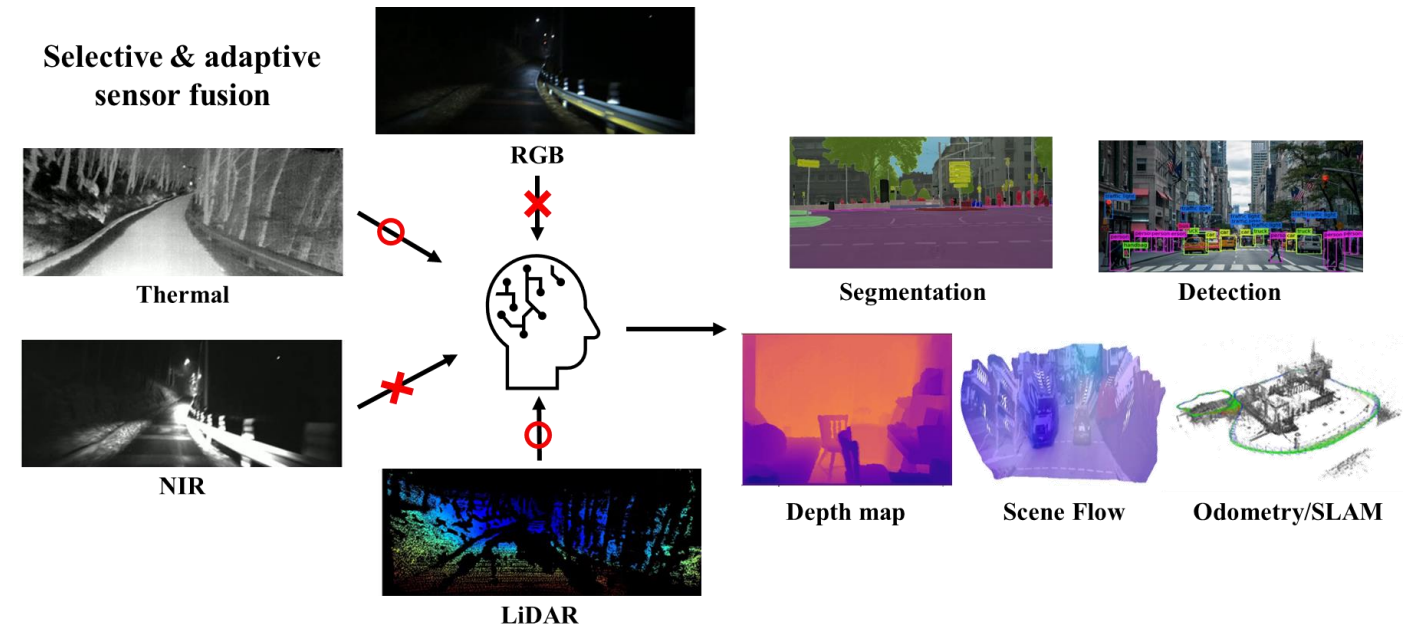 Selective & adaptive
sensor fusion
RGB
Thermal
NIR
LiDAR
Segmentation
Detection
Depth map
Scene Flow
Odometry/SLAM